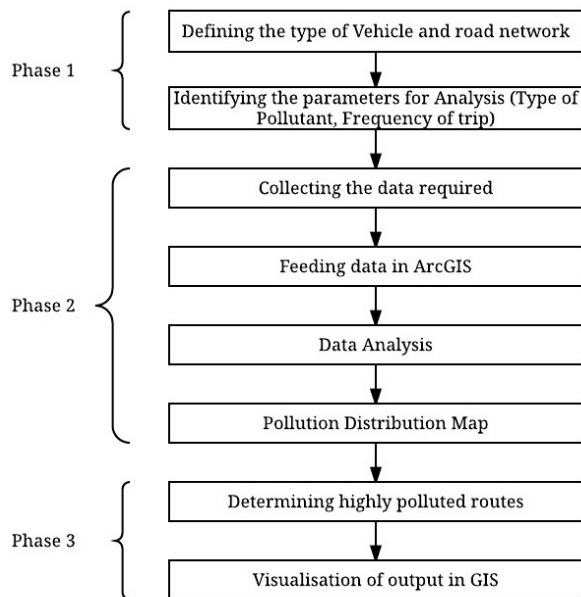 Phase 1
Defining the type of Vehicle and road network
Identifying the parameters for Analysis (Type of
Pollutant, Frequency of trip)
Phase 2
Collecting the data required
Feeding data in ArcGIS
Data Analysis
Pollution Distribution Map
Phase 3
Determining highly polluted routes
Visualisation of output in GIS